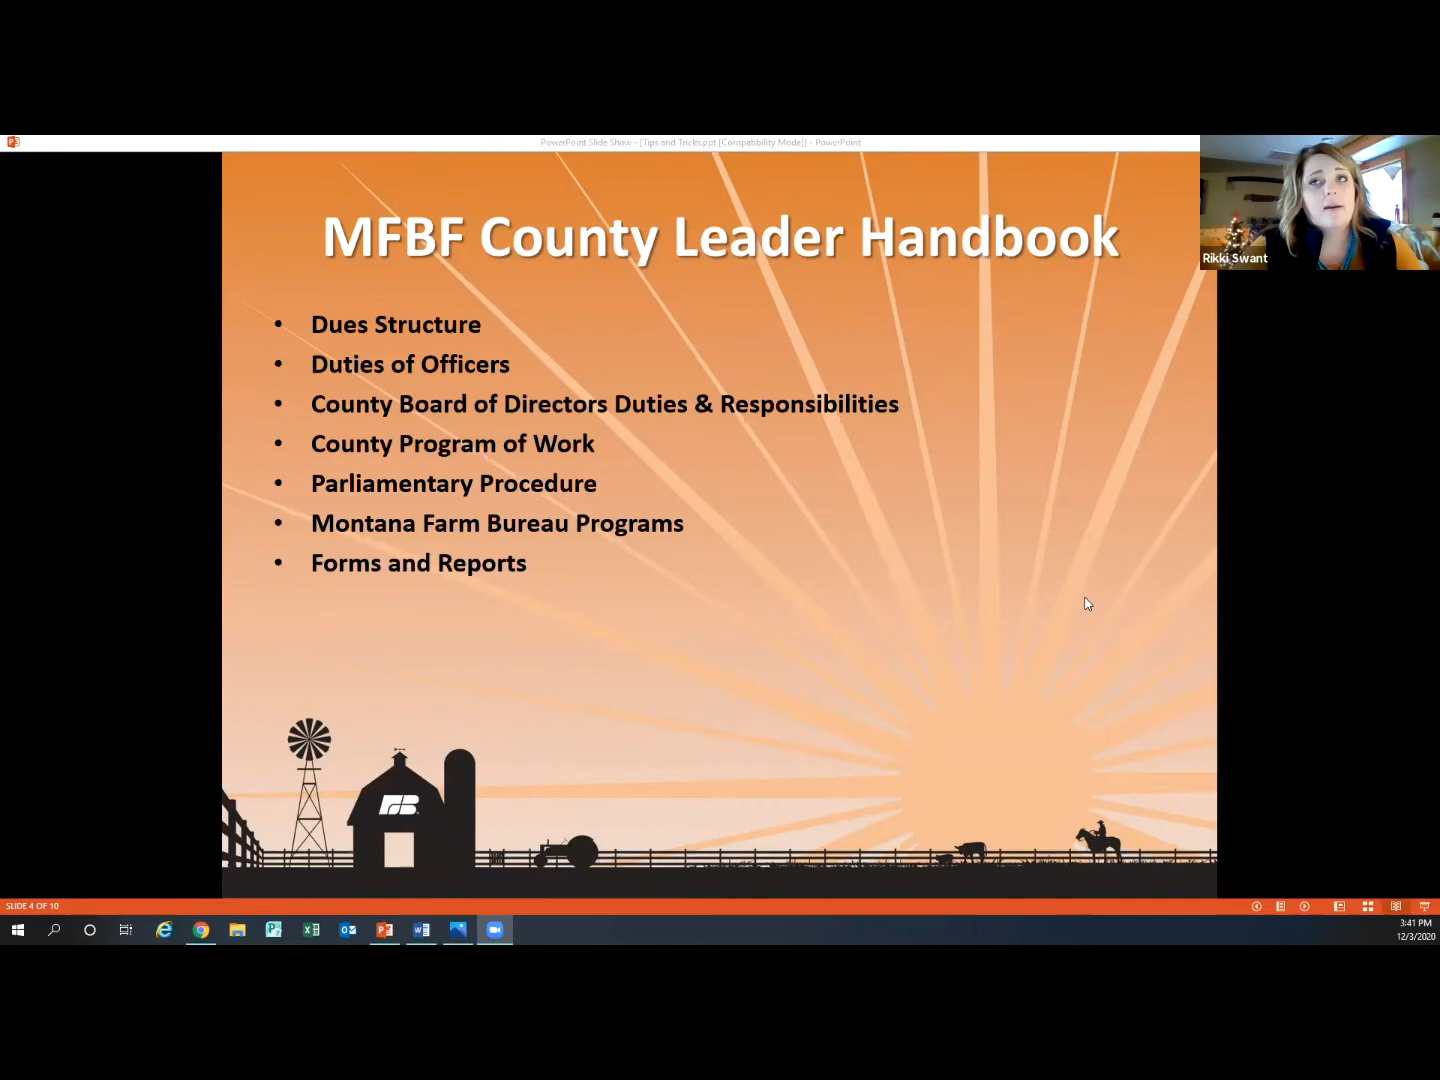 PowerPoint Slide Show - [Tips and Tricks.ppt [Compatibility Mode]] - PowerPoint
Rikki Swant
MFBF County Leader Handbook
• Dues Structure
• Duties of Officers
• County Board of Directors Duties & Responsibilities
• County Program of Work
• Parliamentary Procedure
• Montana Farm Bureau Programs
• Forms and Reports
FB
SLIDE 4 OF 10
3:41 PM
12/3/2020